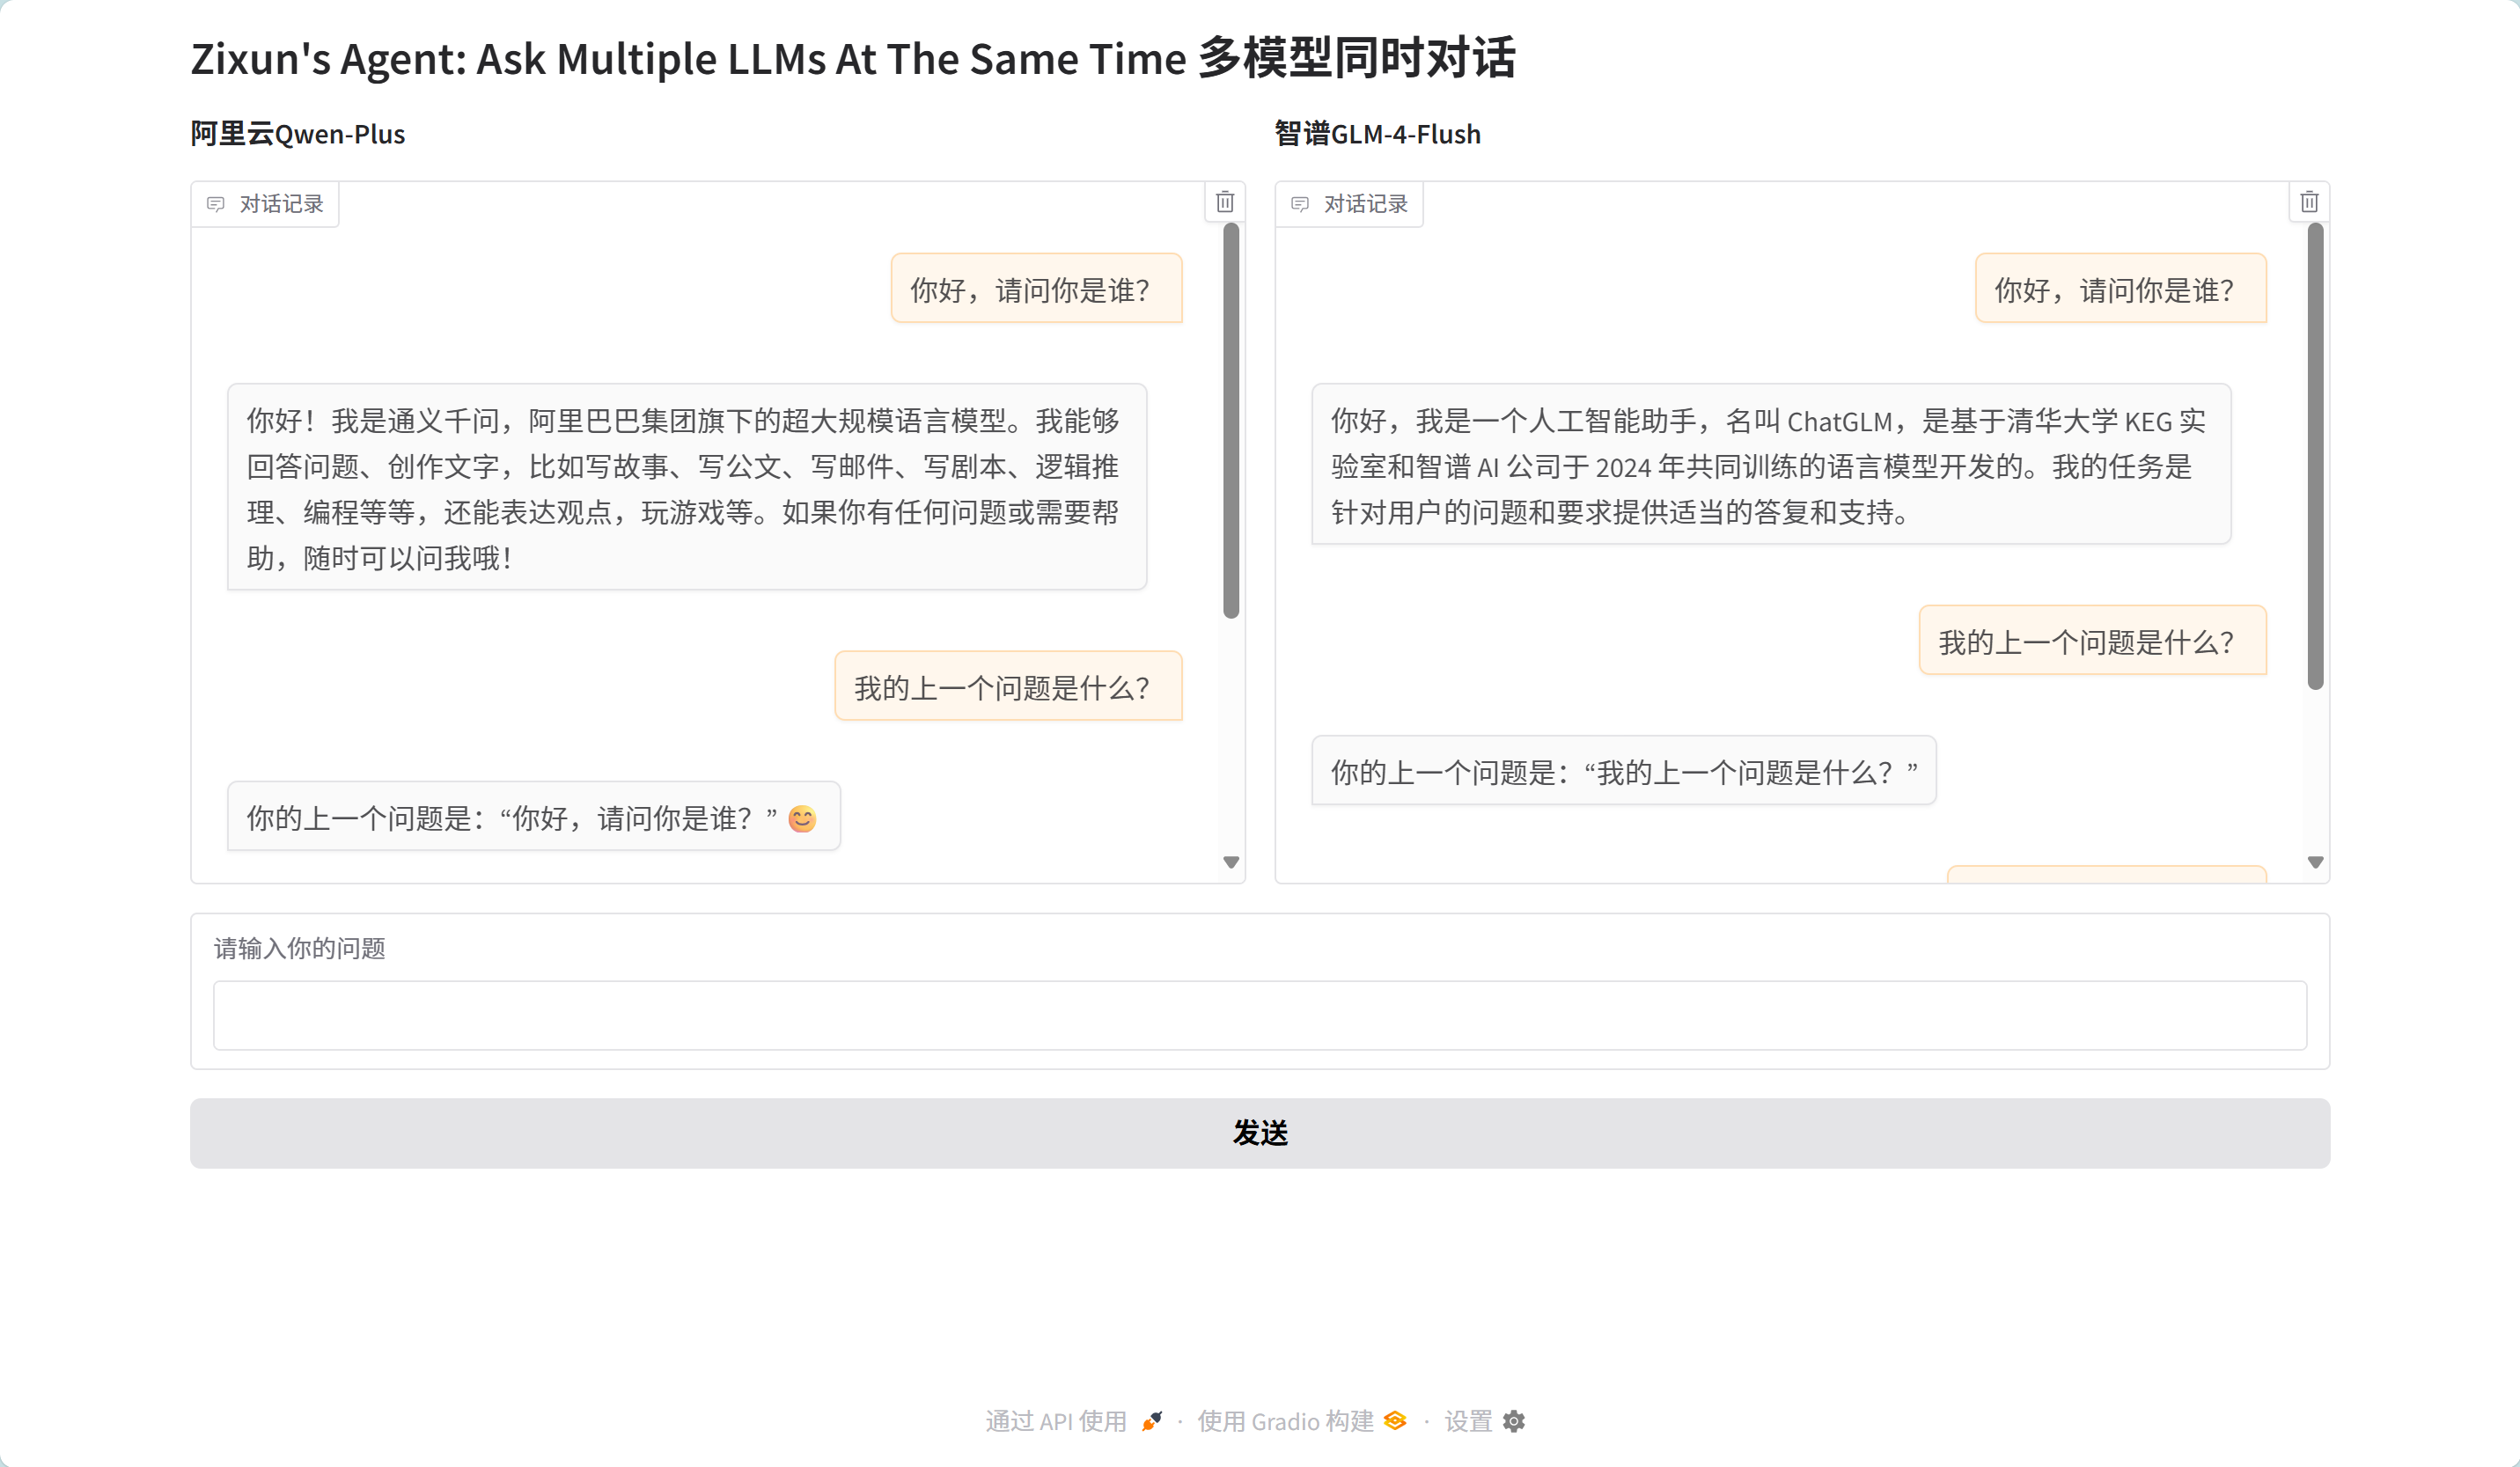 Zixun's Agent: Ask Multiple LLMs At The Same Time 多模型同时对话
阿里云Qwen-Plus
对话记录
你好，请问你是谁？
你好！我是通义千问，阿里巴巴集团旗下的超大规模语言模型。我能够
回答问题、创作文字，比如写故事、写公文、写邮件、写剧本、逻辑推
理、编程等等，还能表达观点，玩游戏等。如果你有任何问题或需要帮
助，随时可以问我哦！
我的上一个问题是什么？
你的上一个问题是：“你好，请问你是谁？” 😊
智谱GLM-4-Flush
对话记录
你好，请问你是谁？
你好，我是一个人工智能助手，名叫 ChatGLM，是基于清华大学 KEG 实
验室和智谱 AI 公司于 2024 年共同训练的语言模型开发的。我的任务是
针对用户的问题和要求提供适当的答复和支持。
我的上一个问题是什么？
你的上一个问题是：“我的上一个问题是什么？”
请输入你的问题
发送
通过 API 使用 · 使用 Gradio 构建 · 设置